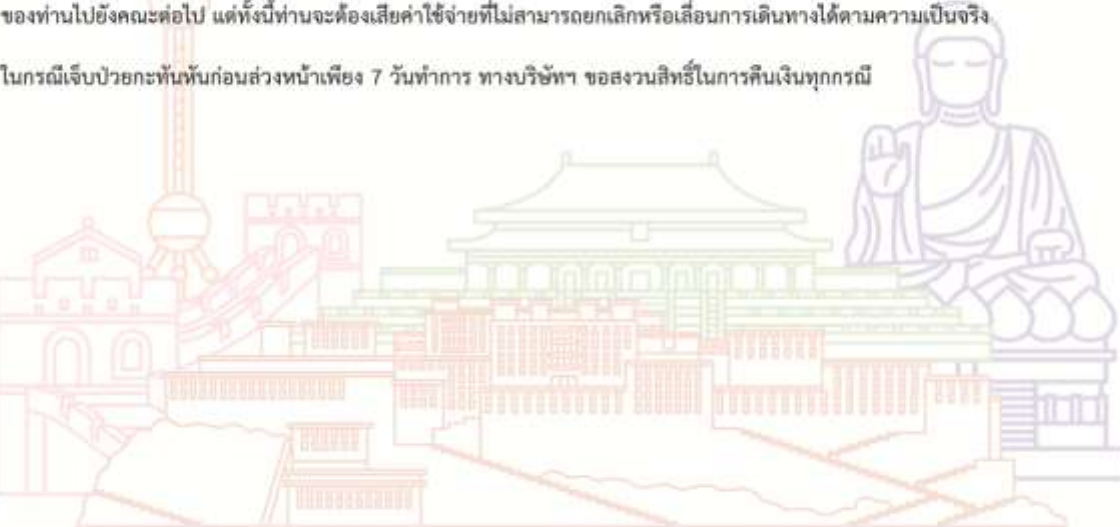 ของท่านไปยังคณะต่อไป แต่ทั้งนี้ท่านจะต้องเสียค่าใช้จ่ายที่ไม่สามารถยกเลิกหรือเลื่อนการเดินทางได้ตามความเป็นจริง
ในกรณีเจ็บป่วยกะทันหันก่อนล่วงหน้าเพียง 7 วันทำการ ทางบริษัทฯ ขอสงวนสิทธิ์ในการคืนเงินทุกกรณี